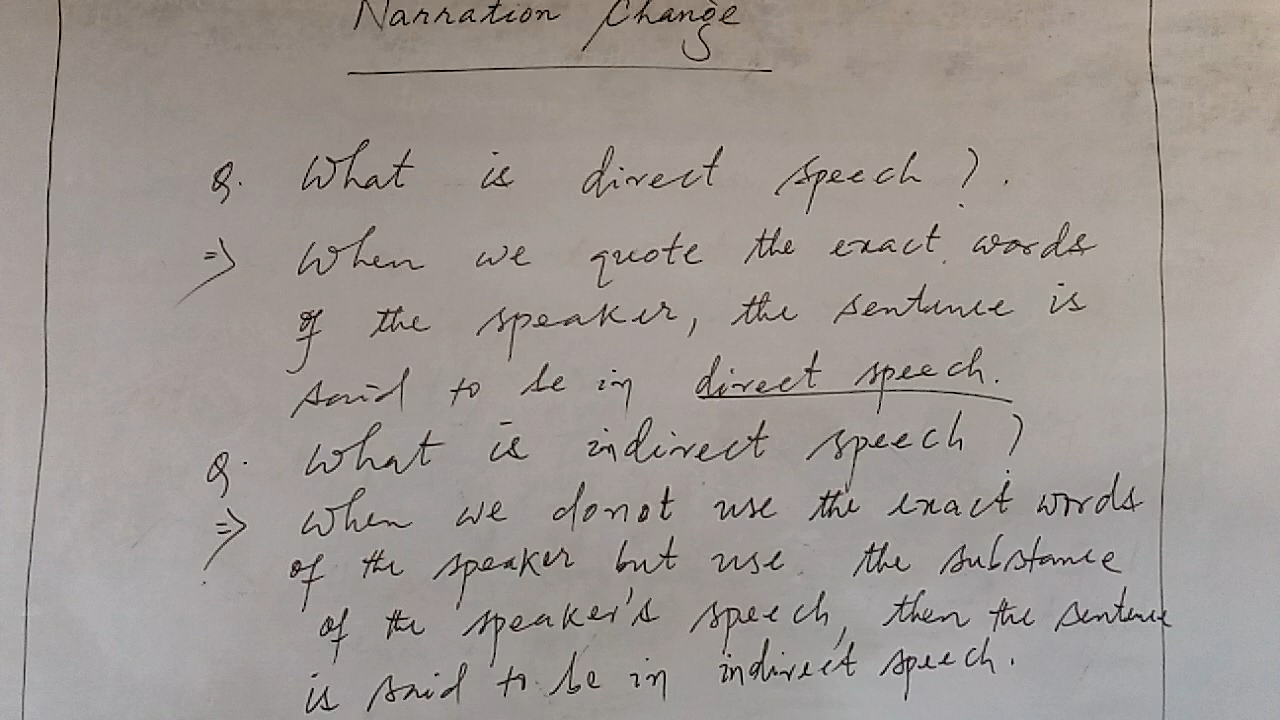 Narration Change
Q. What is direct speech ?.
⇒ When we quote the exact words
of the speaker, the sentence is
said to be in direct speech.
Q. What is indirect speech ?
⇒ When we donot use the exact words
of the speaker but use the substance
of the speaker's speech, then the sentence
is said to be in indirect speech.